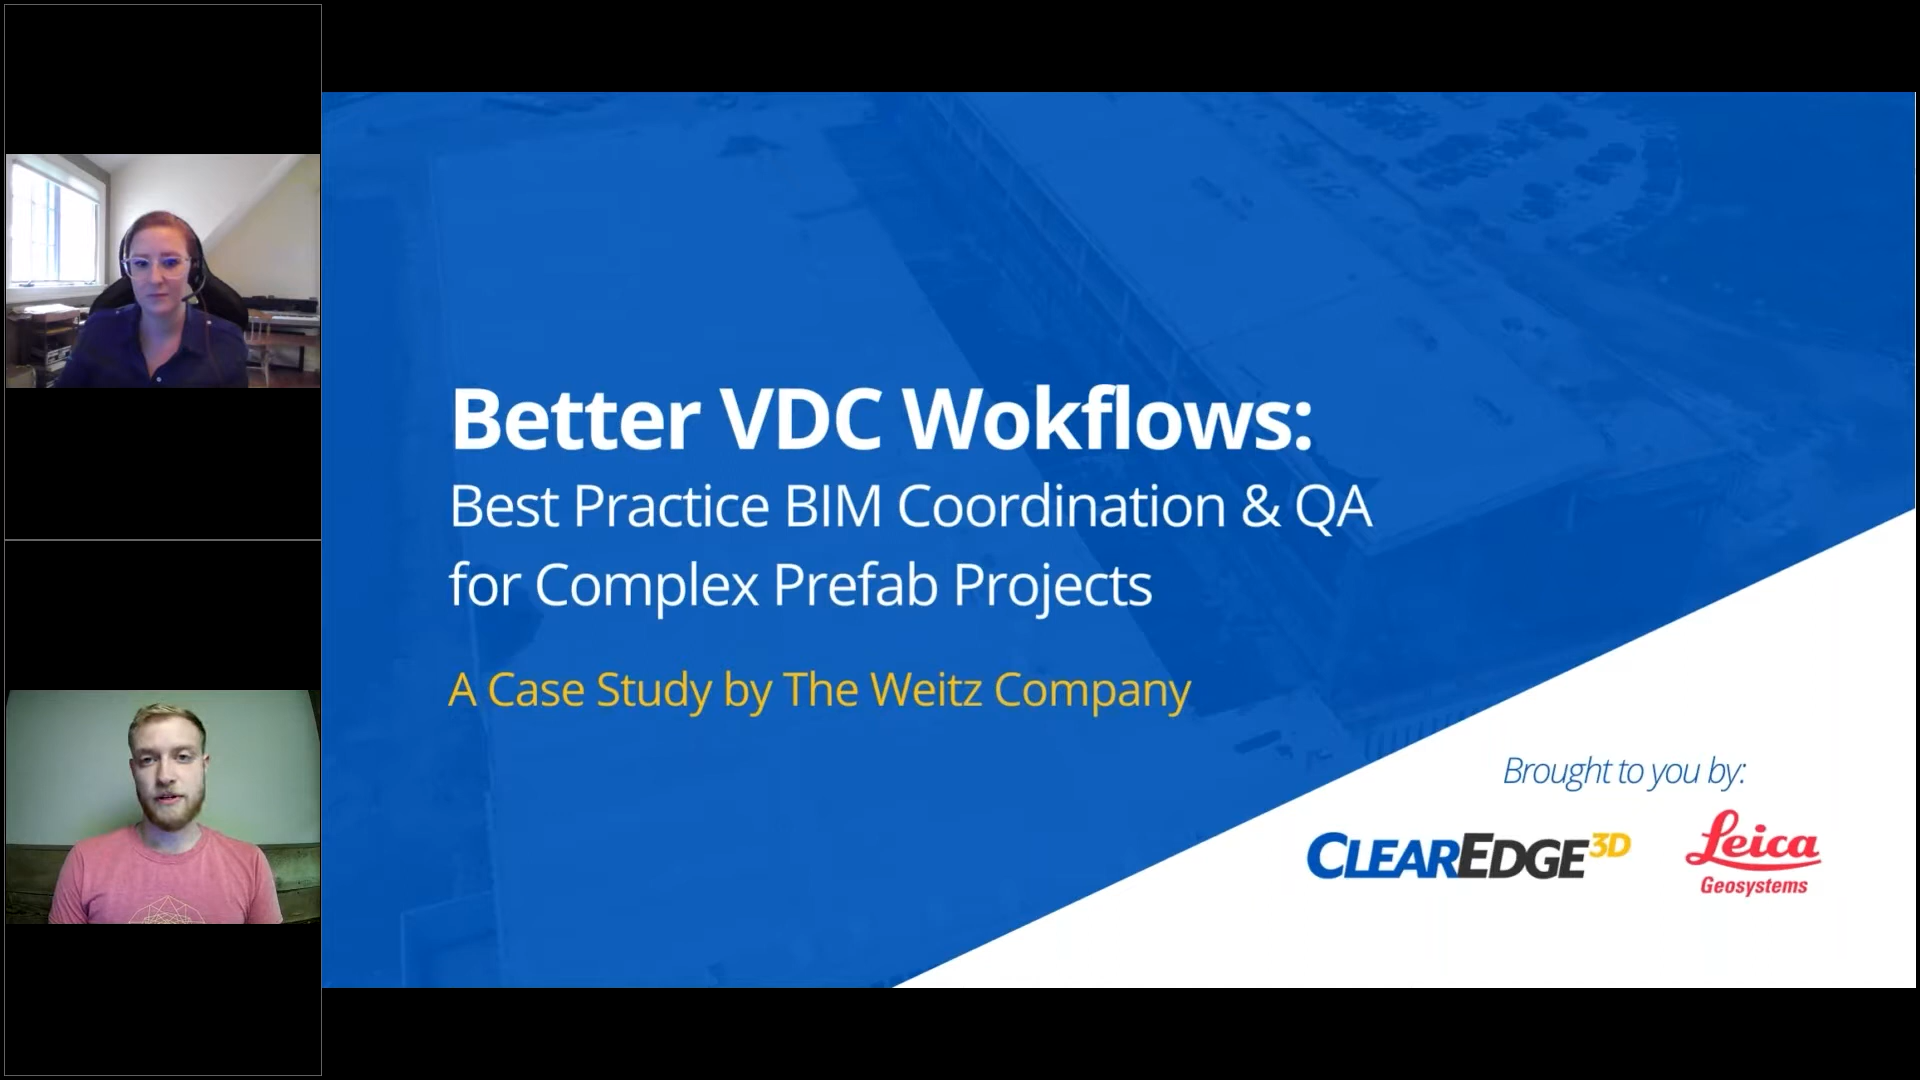 Better VDC Wokflows:
Best Practice BIM Coordination & QA
for Complex Prefab Projects
A Case Study by The Weitz Company
Brought to you by:
CLEAREDGE3D
Leica
Geosystems